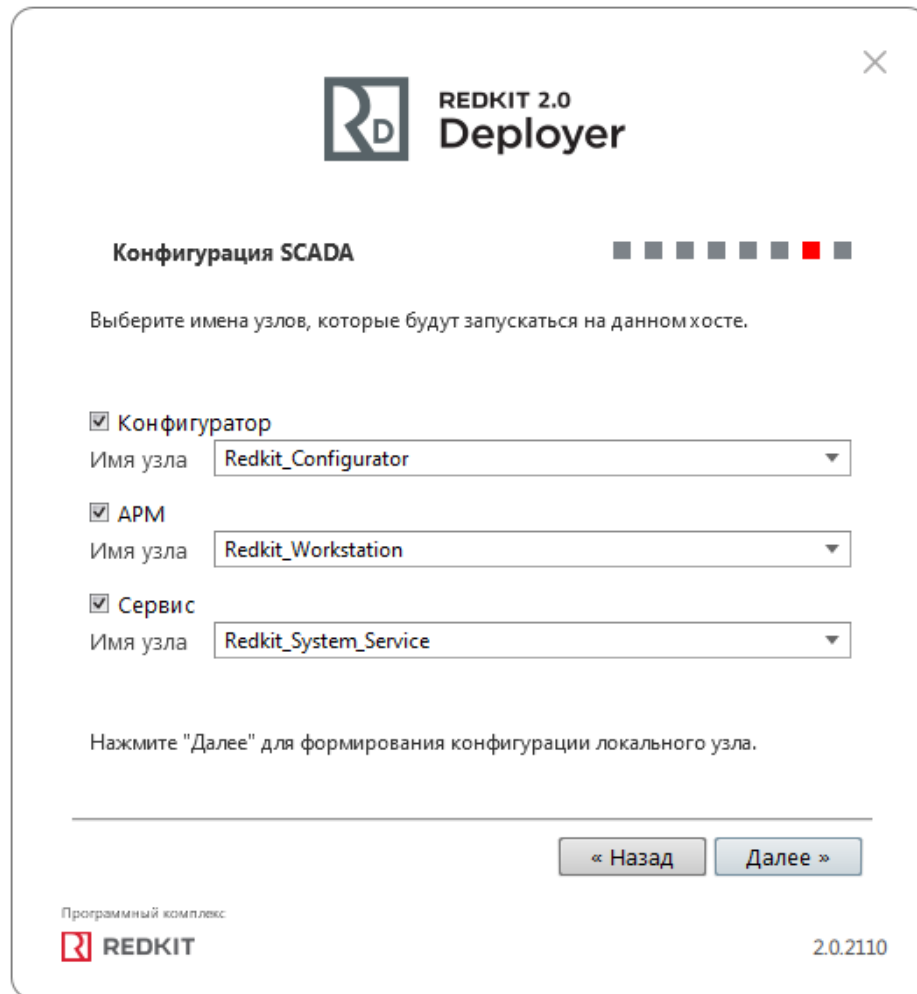 REDKIT 2.0
Deployer
Конфигурация SCADA
Выберите имена узлов, которые будут запускаться на данном хосте.
Конфигуратор
Имя узла Redkit_Configurator
АРМ
Имя узла Redkit_Workstation
Сервис
Имя узла Redkit_System_Service
Нажмите "Далее" для формирования конфигурации локального узла.
« Назад Далее »
Программный комплекс
REDKIT 2.0.2110